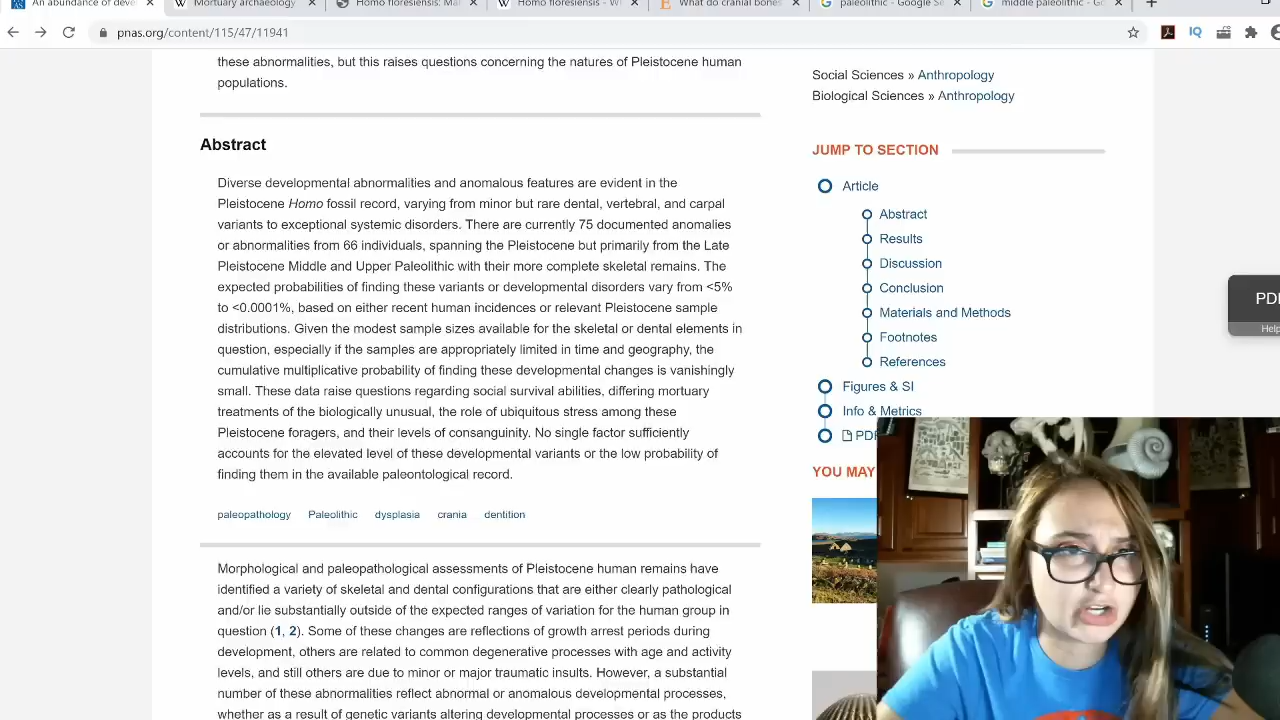 An abundance of deve
Mortuary archaeology
Homo floresiensis: Ma
Homo floresiensis - W
What do cranial bones
paleolithic - Google Se
middle paleolithic - Go
pnas.org/content/115/47/11941
IQ
these abnormalities, but this raises questions concerning the natures of Pleistocene human
populations.
Abstract
Diverse developmental abnormalities and anomalous features are evident in the
Pleistocene Homo fossil record, varying from minor but rare dental, vertebral, and carpal
variants to exceptional systemic disorders. There are currently 75 documented anomalies
or abnormalities from 66 individuals, spanning the Pleistocene but primarily from the Late
Pleistocene Middle and Upper Paleolithic with their more complete skeletal remains. The
expected probabilities of finding these variants or developmental disorders vary from <5%
to <0.0001%, based on either recent human incidences or relevant Pleistocene sample
distributions. Given the modest sample sizes available for the skeletal or dental elements in
question, especially if the samples are appropriately limited in time and geography, the
cumulative multiplicative probability of finding these developmental changes is vanishingly
small. These data raise questions regarding social survival abilities, differing mortuary
treatments of the biologically unusual, the role of ubiquitous stress among these
Pleistocene foragers, and their levels of consanguinity. No single factor sufficiently
accounts for the elevated level of these developmental variants or the low probability of
finding them in the available paleontological record.
paleopathology Paleolithic dysplasia crania dentition
Morphological and paleopathological assessments of Pleistocene human remains have
identified a variety of skeletal and dental configurations that are either clearly pathological
and/or lie substantially outside of the expected ranges of variation for the human group in
question (1, 2). Some of these changes are reflections of growth arrest periods during
development, others are related to common degenerative processes with age and activity
levels, and still others are due to minor or major traumatic insults. However, a substantial
number of these abnormalities reflect abnormal or anomalous developmental processes,
whether as a result of genetic variants altering developmental processes or as the products
Social Sciences » Anthropology
Biological Sciences » Anthropology
JUMP TO SECTION
Article
Abstract
Results
Discussion
Conclusion
Materials and Methods
Footnotes
References
Figures & SI
Info & Metrics
PDF
YOU MAY
PDF
Help